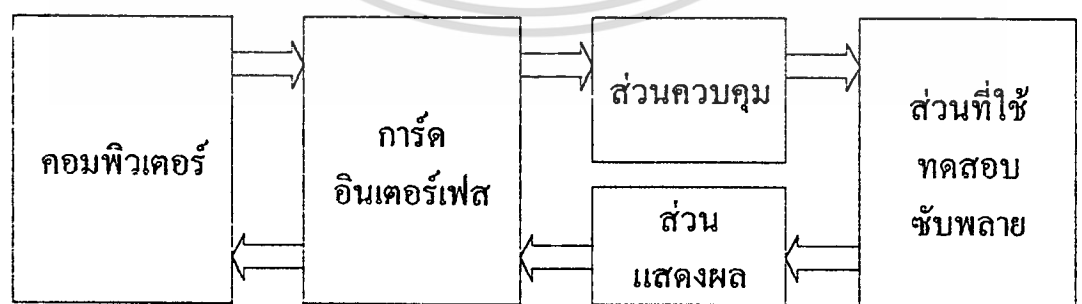 คอมพิวเตอร์
การ์ด
อินเตอร์เฟส
ส่วนควบคุม
ส่วน
แสดงผล
ส่วนที่ใช้
ทดสอบ
ซับพลาย